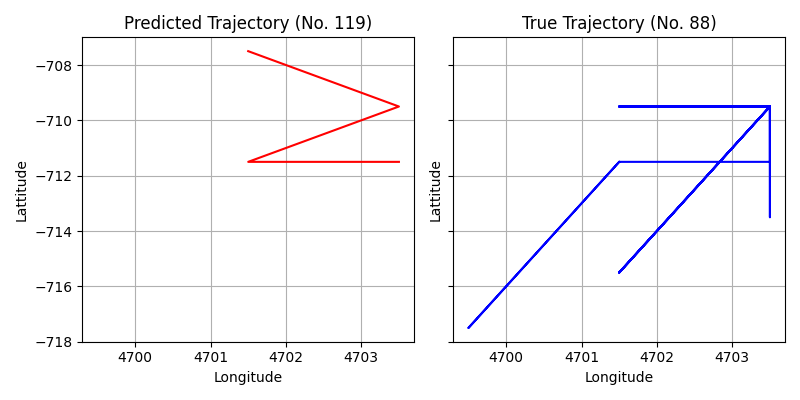 Predicted Trajectory (No. 119)
True Trajectory (No. 88)
Lattitude
−708
−710
−712
−714
−716
−718
4700
4701
4702
4703
Longitude
Lattitude
4700
4701
4702
4703
Longitude